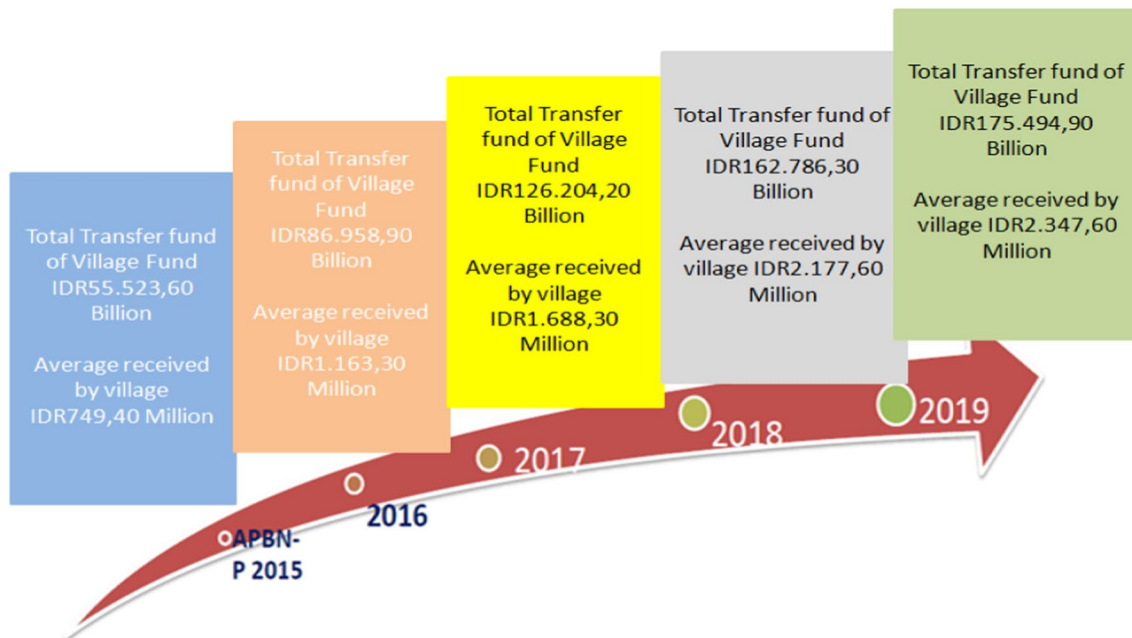 Total Transfer fund
of Village Fund
IDR55.523,60
Billion
Average received
by village
IDR749,40 Million
Total Transfer
fund of Village
Fund
IDR86.958,90
Billion
Average received
by village
IDR1.163,30
Million
Total Transfer
fund of Village
Fund
IDR126.204,20
Billion
Average received
by village
IDR1.688,30
Million
Total Transfer fund of
Village Fund
IDR162.786,30
Billion
Average received by
village IDR2.177,60
Million
Total Transfer fund of
Village Fund
IDR175.494,90
Billion
Average received by
village IDR2.347,60
Million
APBN-
P 2015
2016
2017
2018
2019